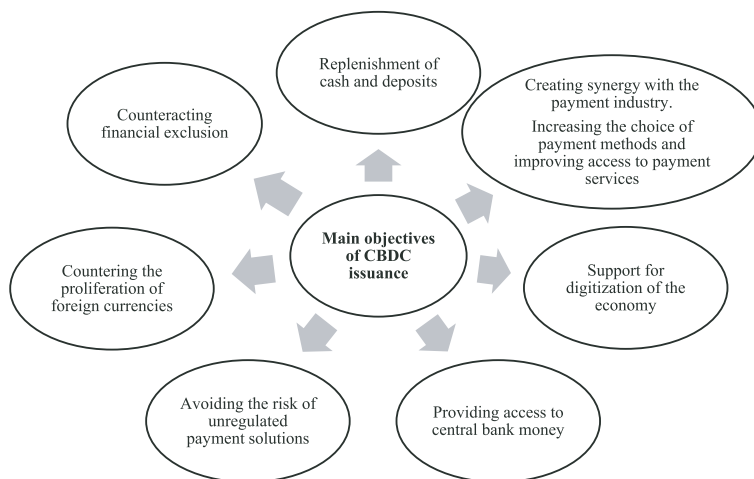 Replenishment of
cash and deposits
Creating synergy with the
payment industry.
Increasing the choice of
payment methods and
improving access to payment
services
Counteracting
financial exclusion
Main objectives
of CBDC
issuance
Countering the
proliferation of
foreign currencies
Support for
digitization of the
economy
Avoiding the risk of
unregulated
payment solutions
Providing access to
central bank money